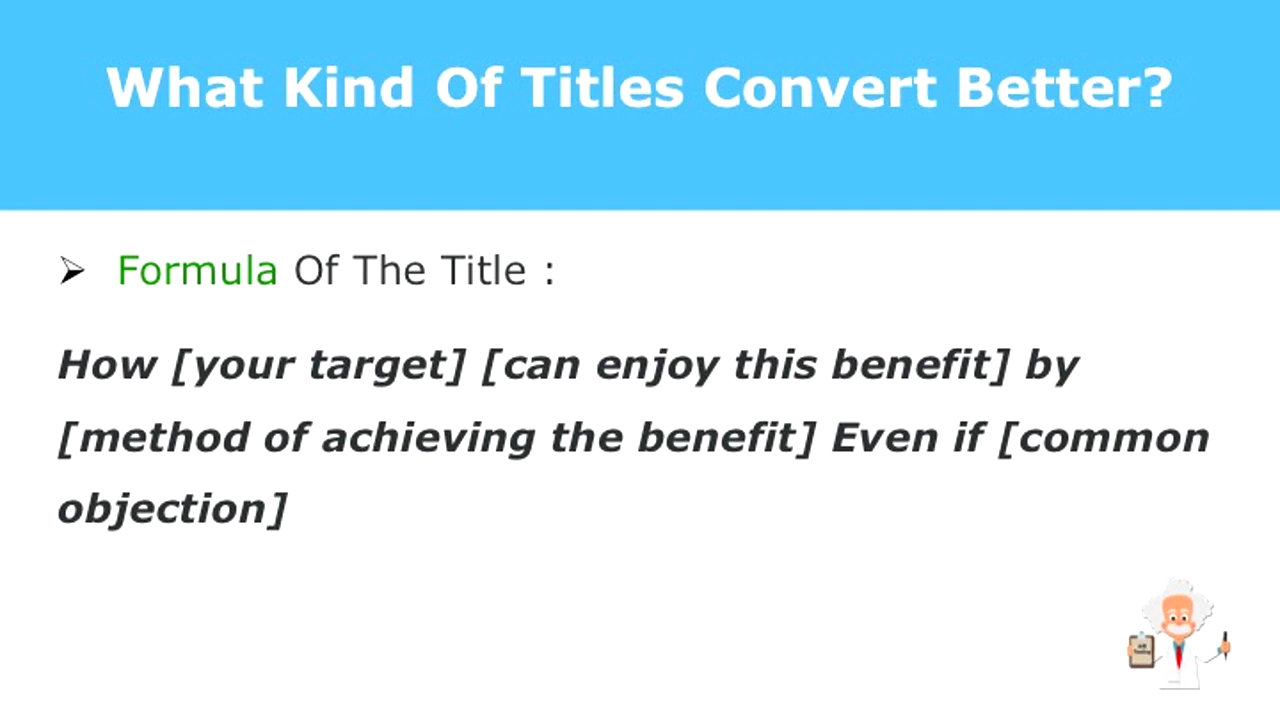 What Kind Of Titles Convert Better?
Formula Of The Title :
How [your target] [can enjoy this benefit] by
[method of achieving the benefit] Even if [common
objection]